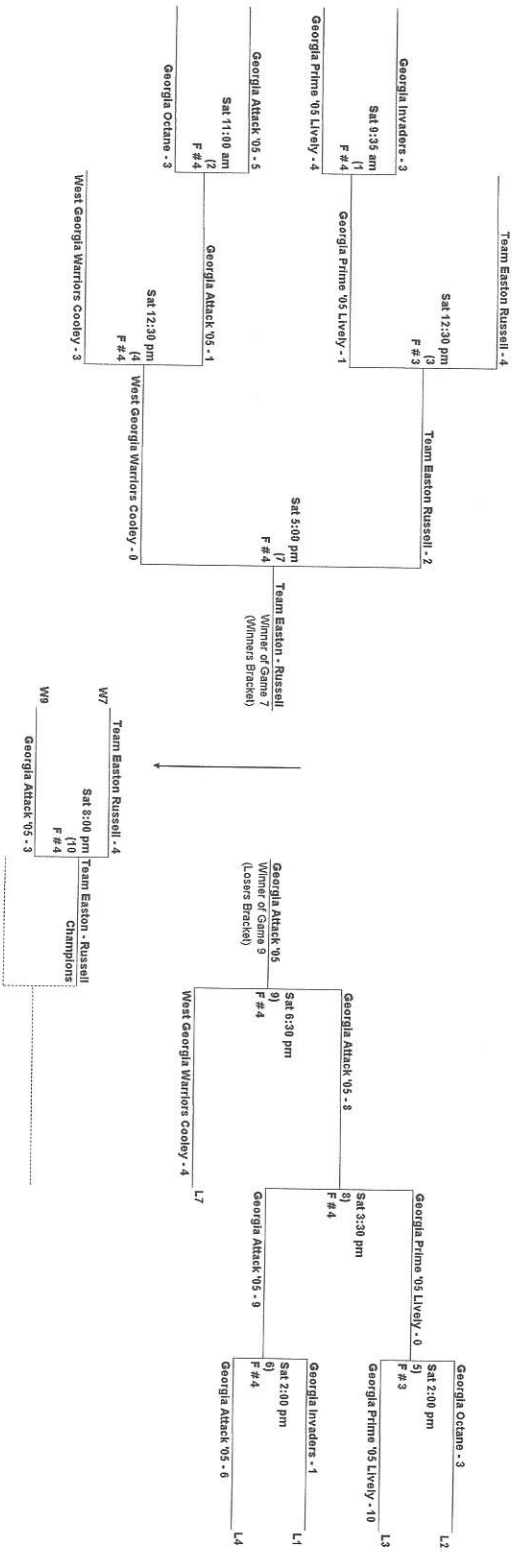 Team Easton Russell - 4
Georgia Invaders - 3
Sat 9:35 am
(1
F # 4
Georgia Prime '05 Lively - 4
Sat 12:30 pm
(3
F # 3
Georgia Prime '05 Lively - 1
Team Easton Russell - 2
Georgia Attack '05 - 5
Sat 11:00 am
(2
F # 4
Georgia Octane - 3
Georgia Attack '05 - 1
Sat 12:30 pm
(4
F # 4
West Georgia Warriors Cooley - 3
West Georgia Warriors Cooley - 0
Sat 5:00 pm
(7
F # 4
Team Easton - Russell
Winner of Game 7
(Winners Bracket)
W7
Team Easton Russell - 4
Sat 8:00 pm
(10
F # 4
W9
Georgia Attack '05 - 3
Team Easton - Russell
Champions
Georgia Attack '05
Winner of Game 9
(Losers Bracket)
Georgia Attack '05 - 8
Sat 6:30 pm
9)
F # 4
West Georgia Warriors Cooley - 4
L7
Georgia Prime '05 Lively - 0
Sat 3:30 pm
8)
F # 4
Georgia Attack '05 - 9
Georgia Octane - 3
L2
Sat 2:00 pm
5)
F # 3
Georgia Prime '05 Lively - 10
L3
Georgia Invaders - 1
L1
Sat 2:00 pm
6)
F # 4
Georgia Attack '05 - 6
L4